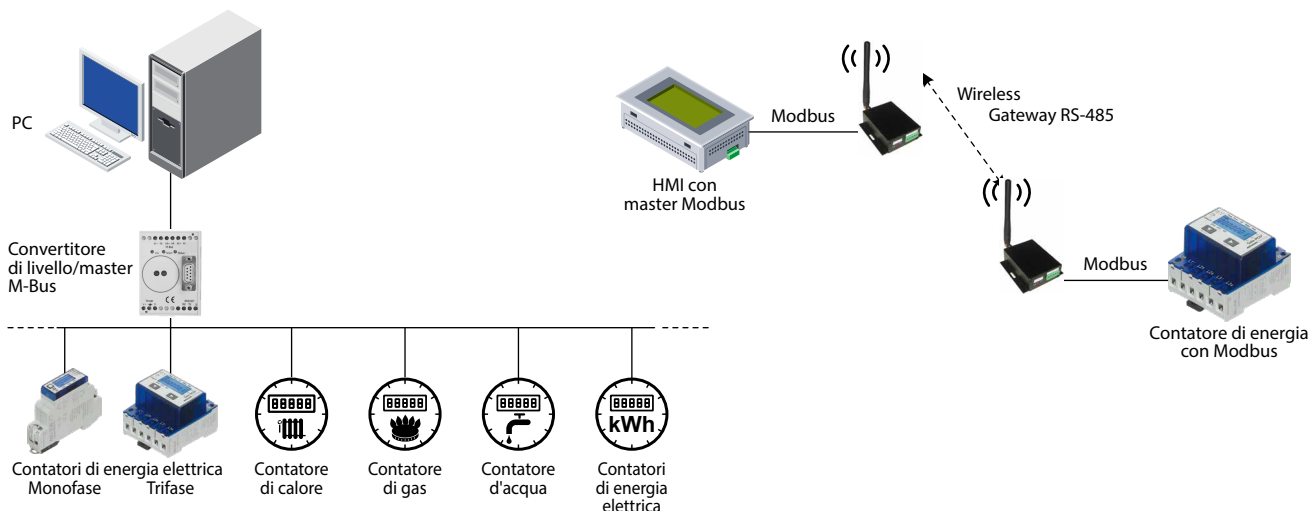 PC
Convertitore
di livello/master
M-Bus
Contatori di energia elettrica
Monofase
Trifase
Contatore
di calore
Contatore
di gas
Contatore
d'acqua
kWh
Contatori
di energia
elettrica
HMI con
master Modbus
Modbus
Wireless
Gateway RS-485
Modbus
Contatore di energia
con Modbus